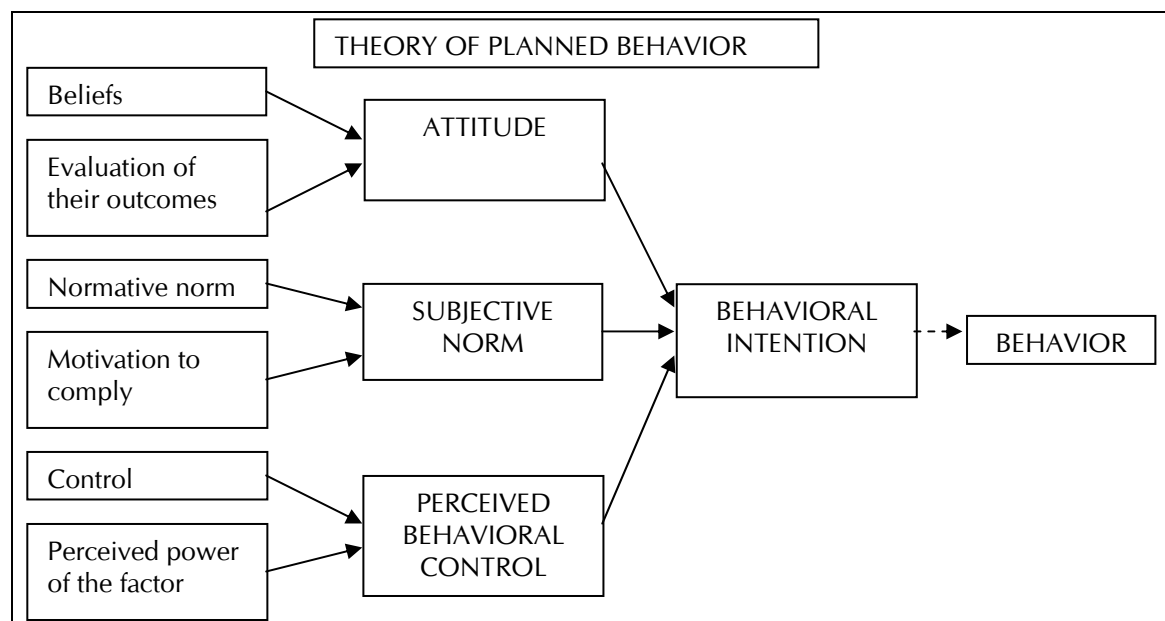 THEORY OF PLANNED BEHAVIOR
Beliefs
Evaluation of
their outcomes
ATTITUDE
Normative norm
Motivation to
comply
SUBJECTIVE
NORM
Control
Perceived power
of the factor
PERCEIVED
BEHAVIORAL
CONTROL
BEHAVIORAL
INTENTION
BEHAVIOR